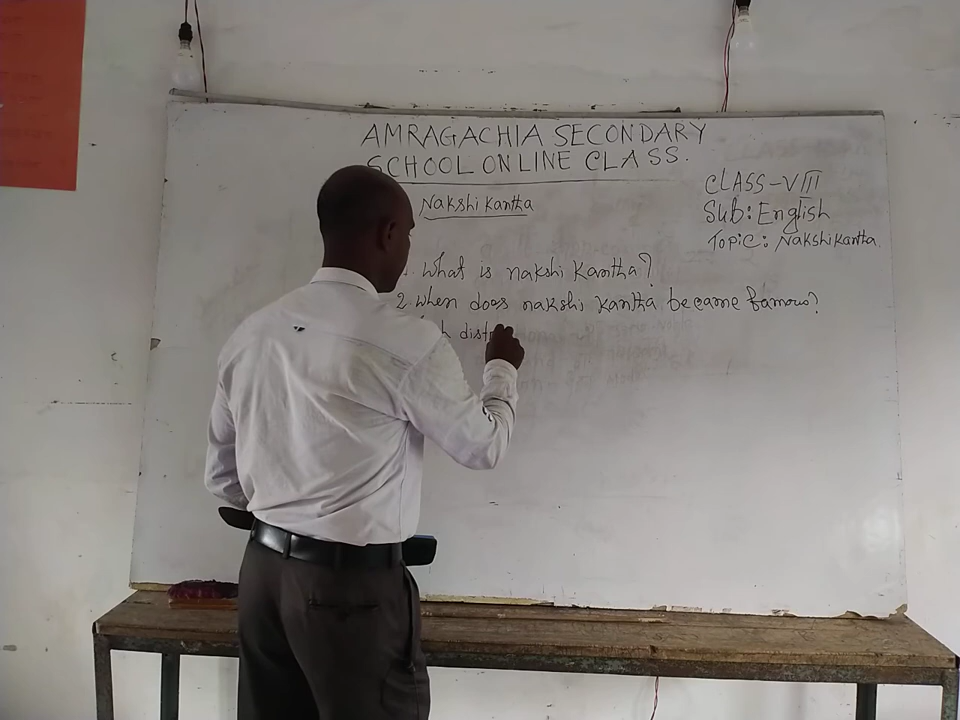 AMRAGACHIA SECONDARY
SCHOOL ONLINE CLASS.
Nakshi kantha
CLASS-VIII
Sub: English
Topic: Nakshi kantha.
What is nakshi kantha?
2. When does nakshi kantha became famous?